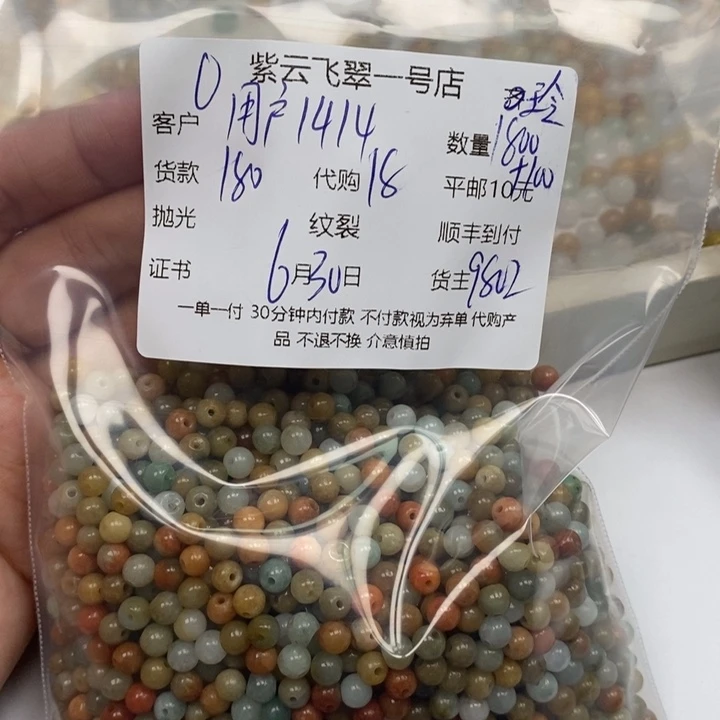 紫云飞翠一号店
0
客户 用户1414
数量 1800
+100
货款 180 代购 18 平邮10元
抛光 纹裂 顺丰到付
证书 6月30日 货主 9802
一单一付 30分钟内付款 不付款视为弃单 代购产
品 不退不换 介意慎拍